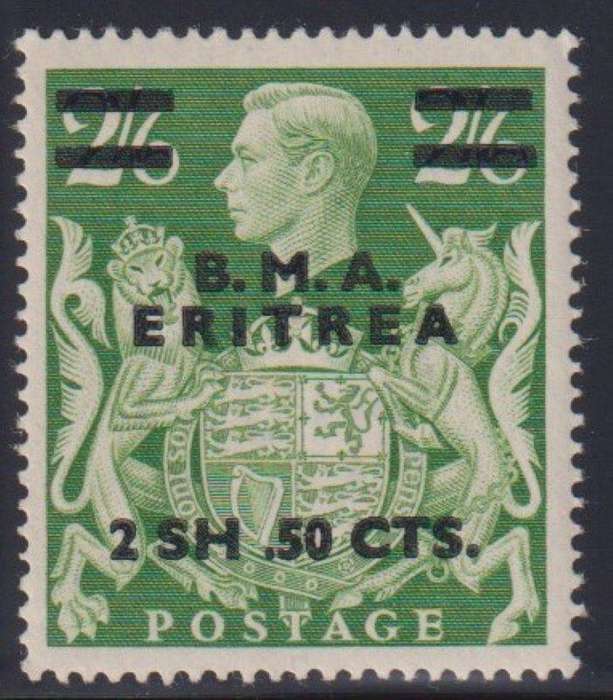 2/6 2/6
B. M. A.
ERITREA
2 SH .50 CTS.
POSTAGE